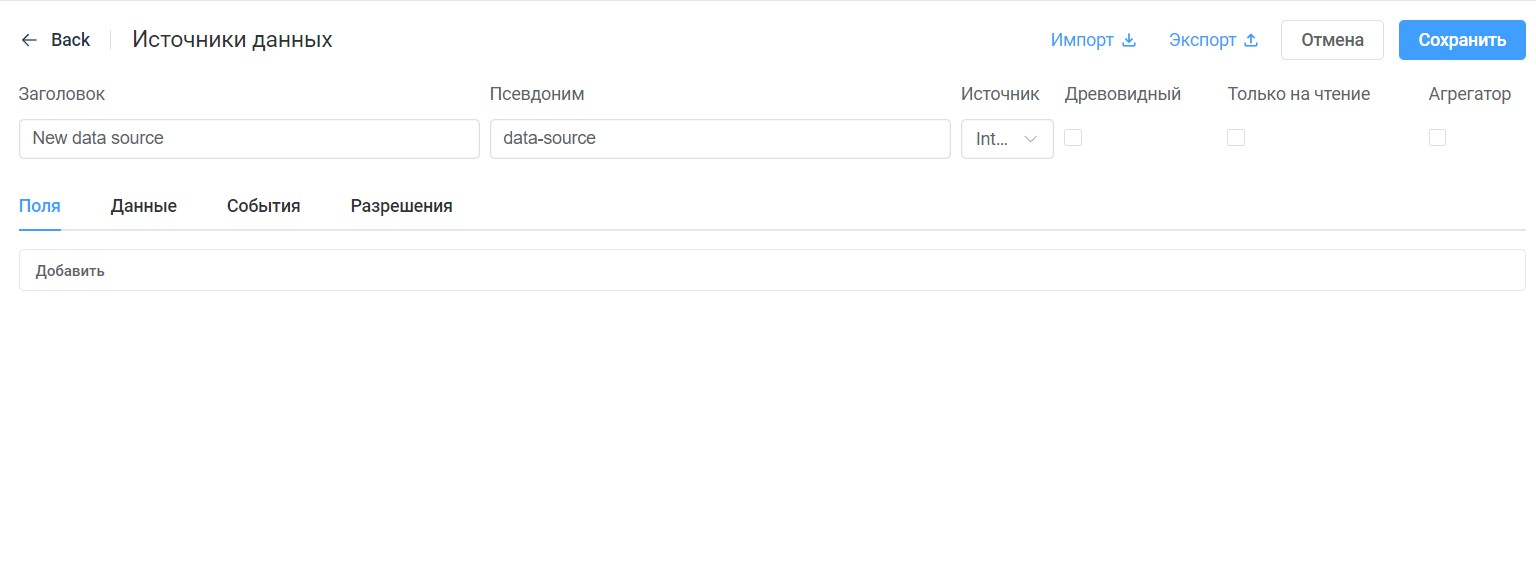 Back Источники данных Импорт Экспорт Отмена Сохранить
Заголовок Псевдоним Источник Древовидный Только на чтение Агрегатор
New data source data-source Int...
Поля Данные События Разрешения
Добавить